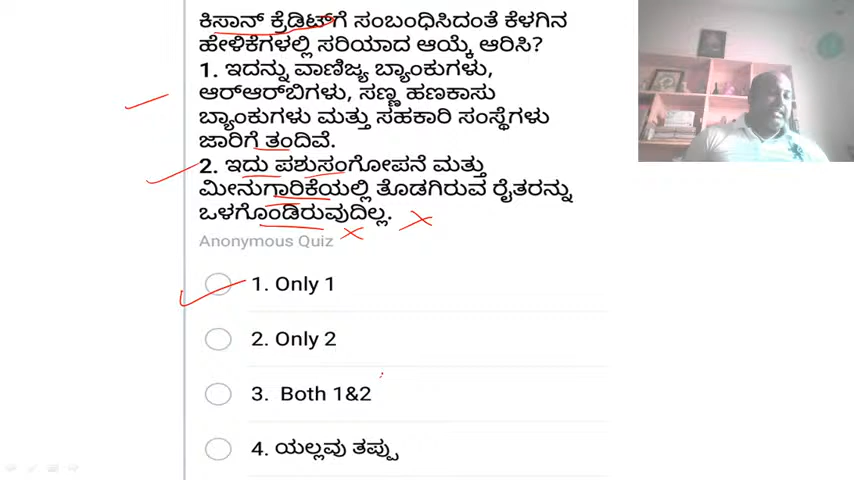 ಕಿಸಾನ್ ಕ್ರೆಡಿಟ್‌ಗೆ ಸಂಬಂಧಿಸಿದಂತೆ ಕೆಳಗಿನ
ಹೇಳಿಕೆಗಳಲ್ಲಿ ಸರಿಯಾದ ಆಯ್ಕೆ ಆರಿಸಿ?
1. ಇದನ್ನು ವಾಣಿಜ್ಯ ಬ್ಯಾಂಕುಗಳು,
ಆರ್ಆರ್‌ಬಿಗಳು, ಸಣ್ಣ ಹಣಕಾಸು
ಬ್ಯಾಂಕುಗಳು ಮತ್ತು ಸಹಕಾರಿ ಸಂಸ್ಥೆಗಳು
ಜಾರಿಗೆ ತಂದಿವೆ.
2. ಇದು ಪಶುಸಂಗೋಪನೆ ಮತ್ತು
ಮೀನುಗಾರಿಕೆಯಲ್ಲಿ ತೊಡಗಿರುವ ರೈತರನ್ನು
ಒಳಗೊಂಡಿರುವುದಿಲ್ಲ.
Anonymous Quiz
1. Only 1
2. Only 2
3. Both 1&2
4. ಯಲ್ಲವು ತಪ್ಪು